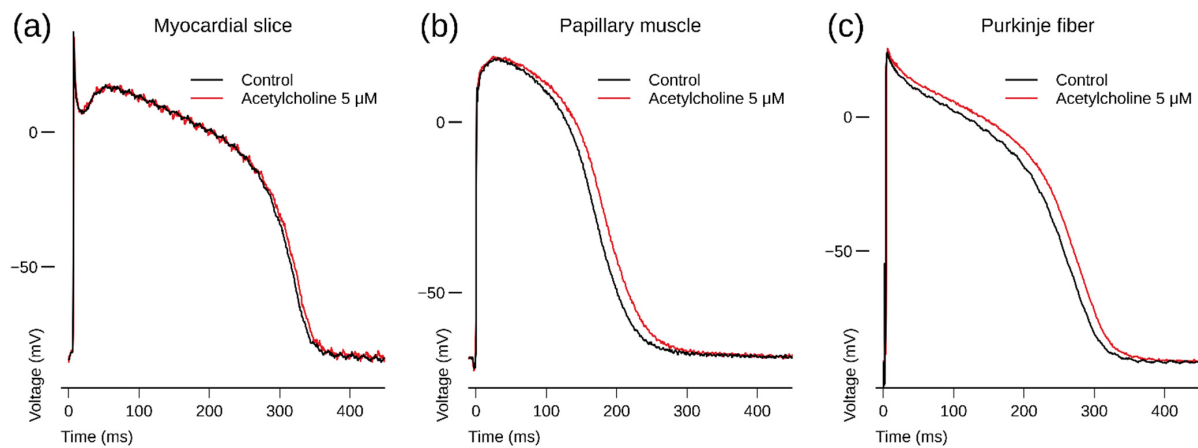 (a) Myocardial slice
Control
Acetylcholine 5 µM
0
−50
Voltage (mV)
0 100 200 300 400
Time (ms)
(b) Papillary muscle
Control
Acetylcholine 5 µM
0
−50
Voltage (mV)
0 100 200 300 400
Time (ms)
(c) Purkinje fiber
Control
Acetylcholine 5 µM
0
−50
Voltage (mV)
0 100 200 300 400
Time (ms)